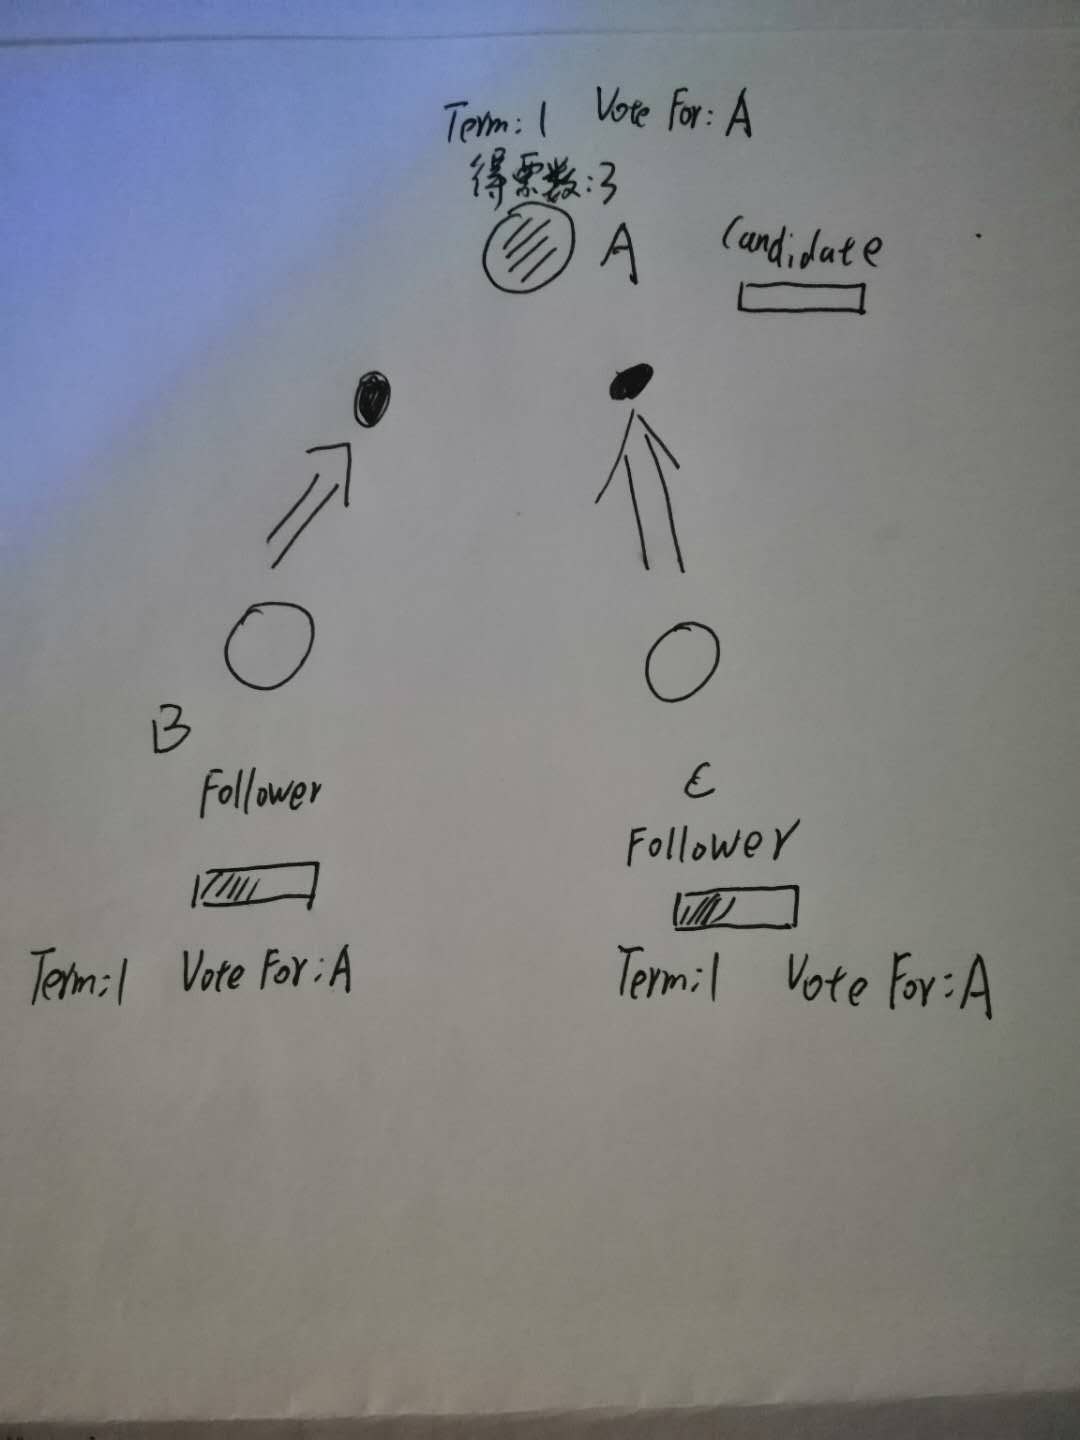 Term: 1 Vote For: A
得票数:3
A
Candidate
B
Follower
Term:1 Vote For:A
C
Follower
Term:1 Vote For:A